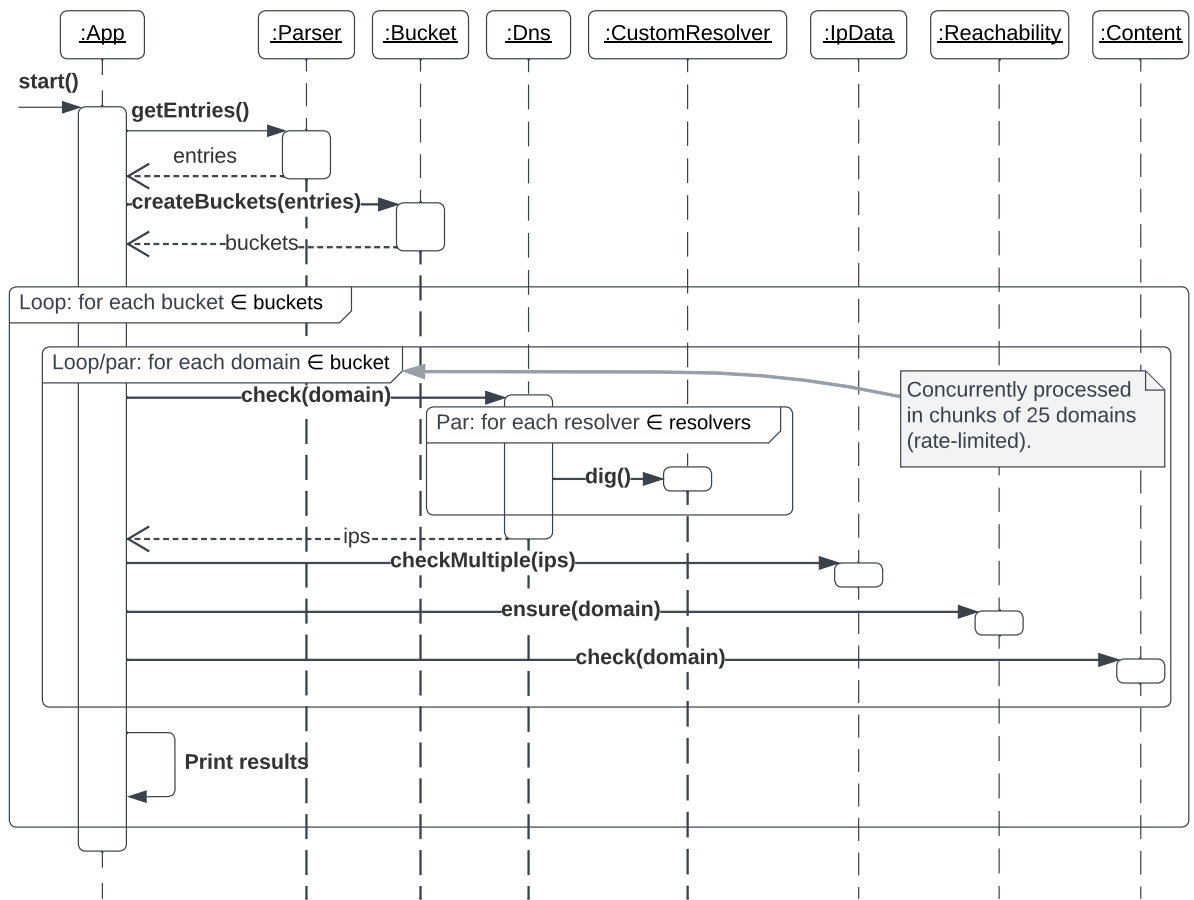 :App
:Parser
:Bucket
:Dns
:CustomResolver
:IpData
:Reachability
:Content
start()
getEntries()
entries
createBuckets(entries)
buckets
Loop: for each bucket ∈ buckets
Loop/par: for each domain ∈ bucket
Concurrently processed
in chunks of 25 domains
(rate-limited).
check(domain)
Par: for each resolver ∈ resolvers
dig()
ips
checkMultiple(ips)
ensure(domain)
check(domain)
Print results